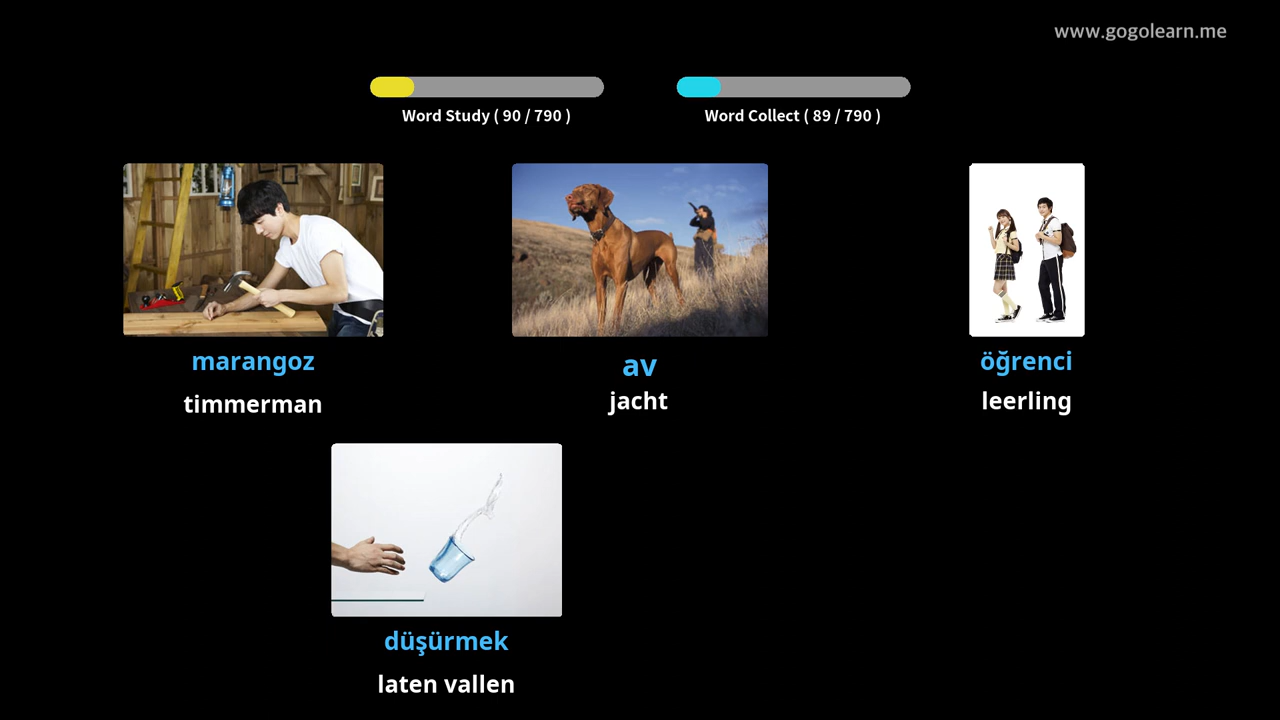 www.gogolearn.me
Word Study ( 90 / 790 )
Word Collect ( 89 / 790 )
marangoz
timmerman
av
jacht
öğrenci
leerling
düşürmek
laten vallen